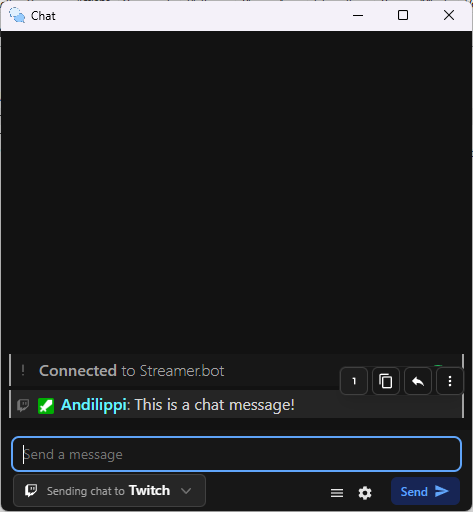 Chat
! Connected to Streamer.bot
1
Andilippi: This is a chat message!
Send a message
Sending chat to Twitch
Send